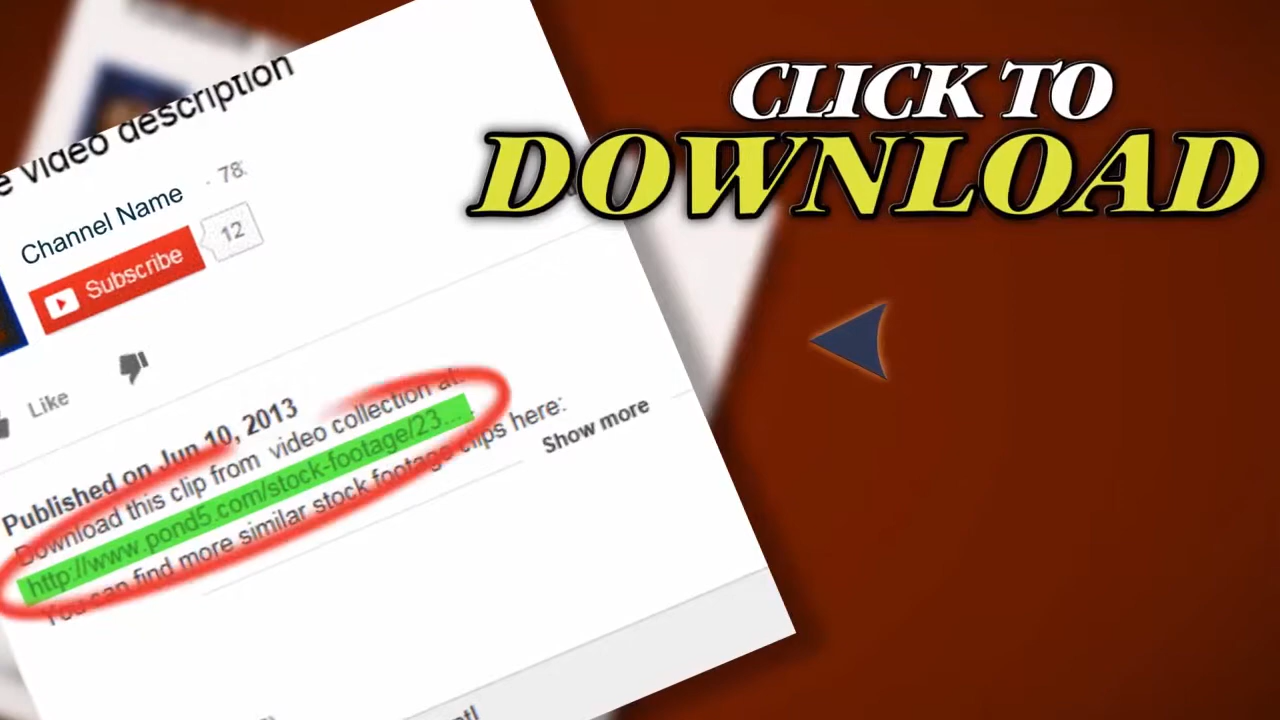 CLICK TO
DOWNLOAD
video description
Channel Name
Subscribe
12
Like
Published on Jun 10, 2013
Download this clip from video collection at:
http://www.pond5.com/stock-footage/23...
You can find more similar stock footage clips here:
Show more